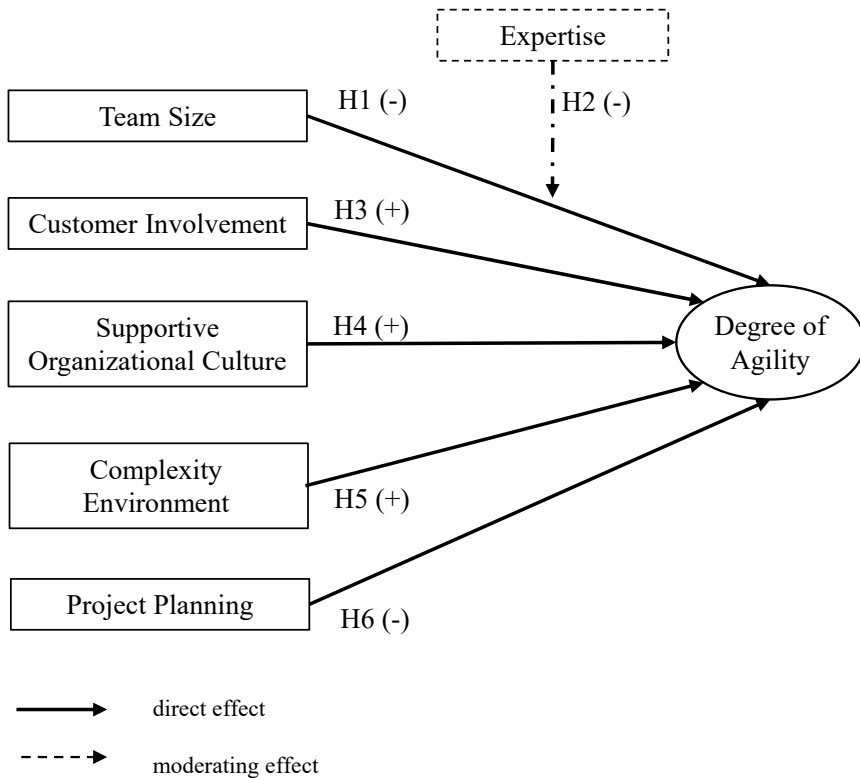 Expertise
H1 (-)
H2 (-)
Team Size
H3 (+)
Customer Involvement
H4 (+)
Supportive
Organizational Culture
Degree of
Agility
Complexity
Environment
H5 (+)
Project Planning
H6 (-)
direct effect
moderating effect